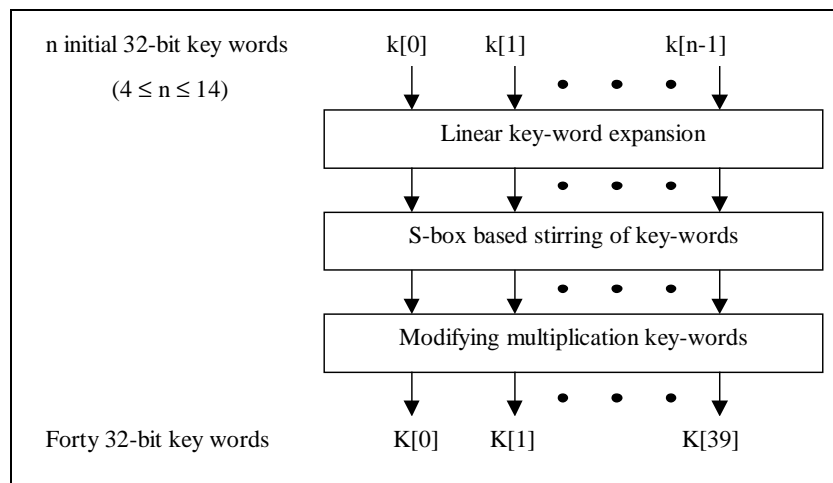 n initial 32-bit key words k[0] k[1] k[n-1]
(4 ≤ n ≤ 14)
Linear key-word expansion
S-box based stirring of key-words
Modifying multiplication key-words
Forty 32-bit key words K[0] K[1] K[39]